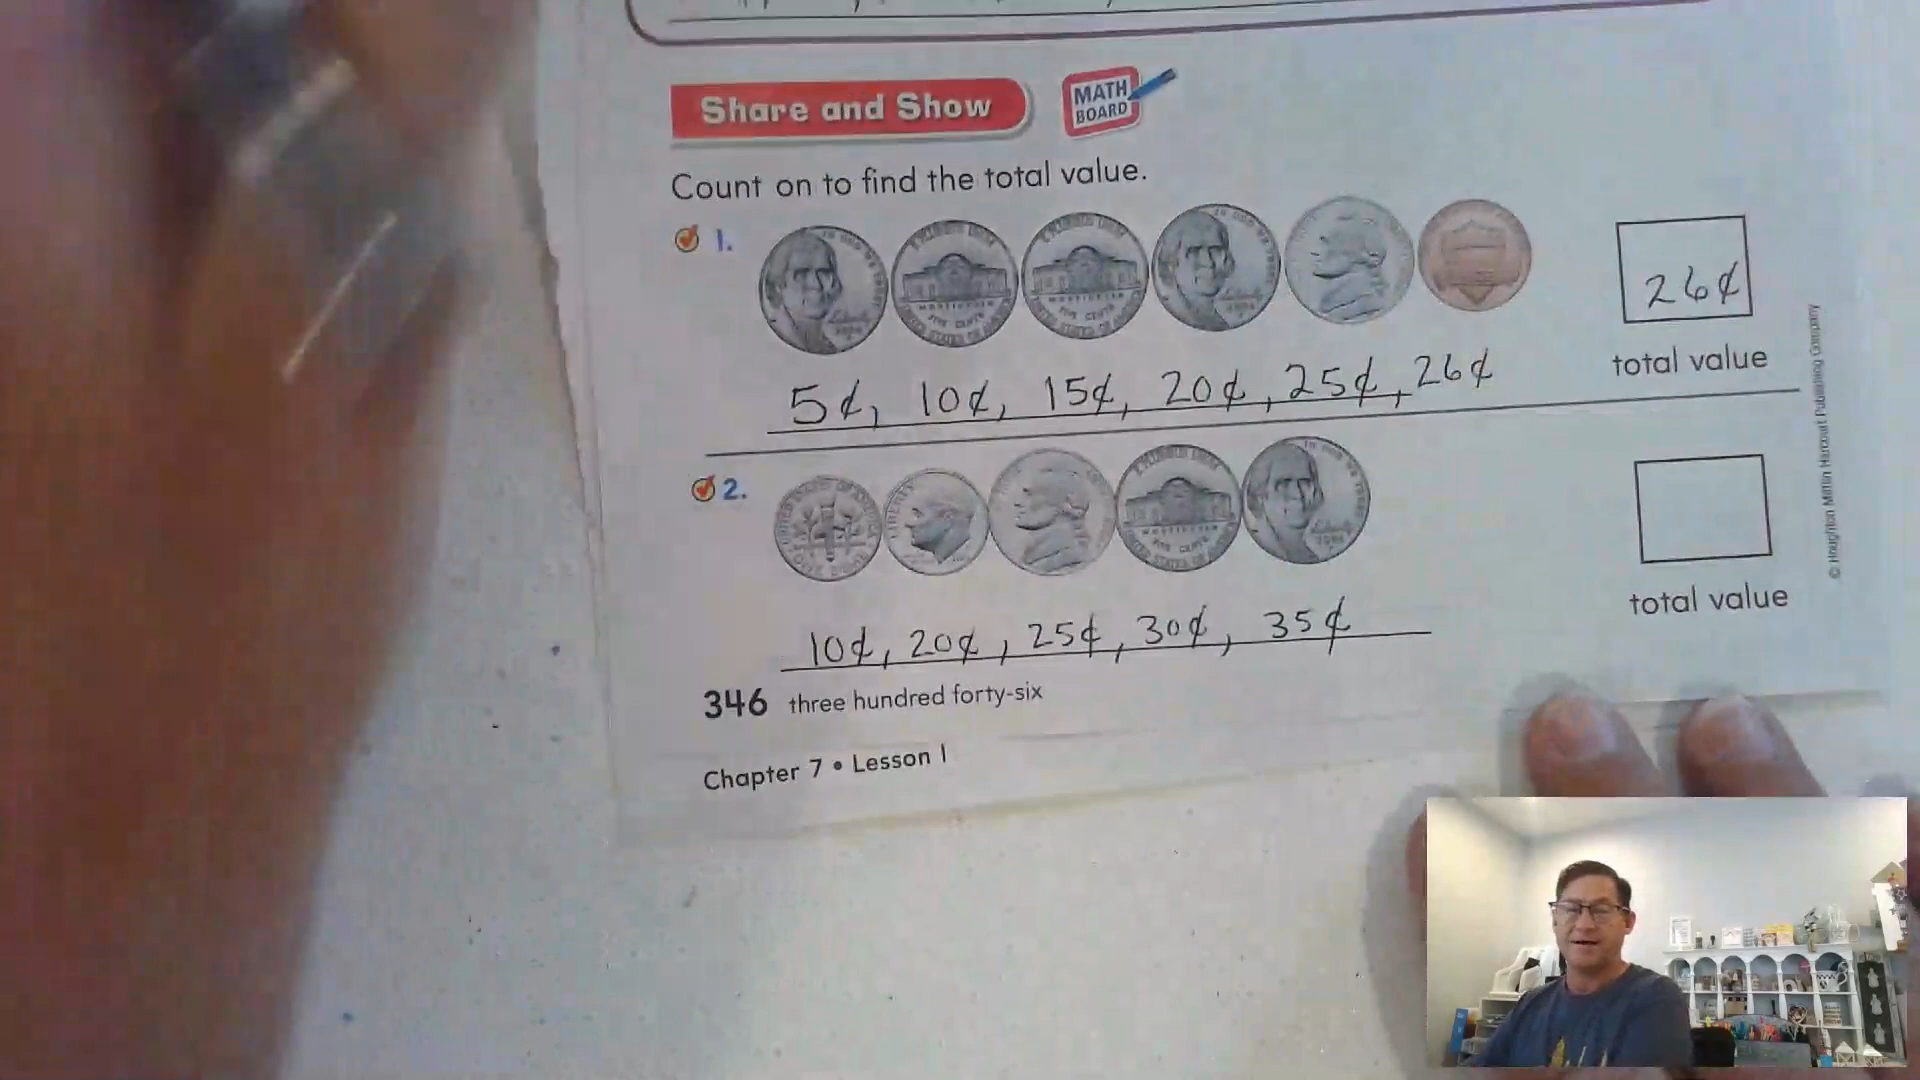 Share and Show
MATH
BOARD
Count on to find the total value.
1.
26¢
5¢, 10¢, 15¢, 20¢, 25¢, 26¢
total value
2.
10¢, 20¢, 25¢, 30¢, 35¢
total value
346 three hundred forty-six
Chapter 7 • Lesson 1
© Houghton Mifflin Harcourt Publishing Company